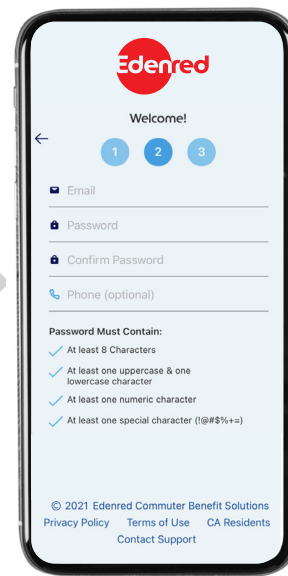 Edenred
Welcome!
1 2 3
Email
Password
Confirm Password
Phone (optional)
Password Must Contain:
At least 8 Characters
At least one uppercase & one
lowercase character
At least one numeric character
At least one special character (!@#$%+=)
© 2021 Edenred Commuter Benefit Solutions
Privacy Policy Terms of Use CA Residents
Contact Support